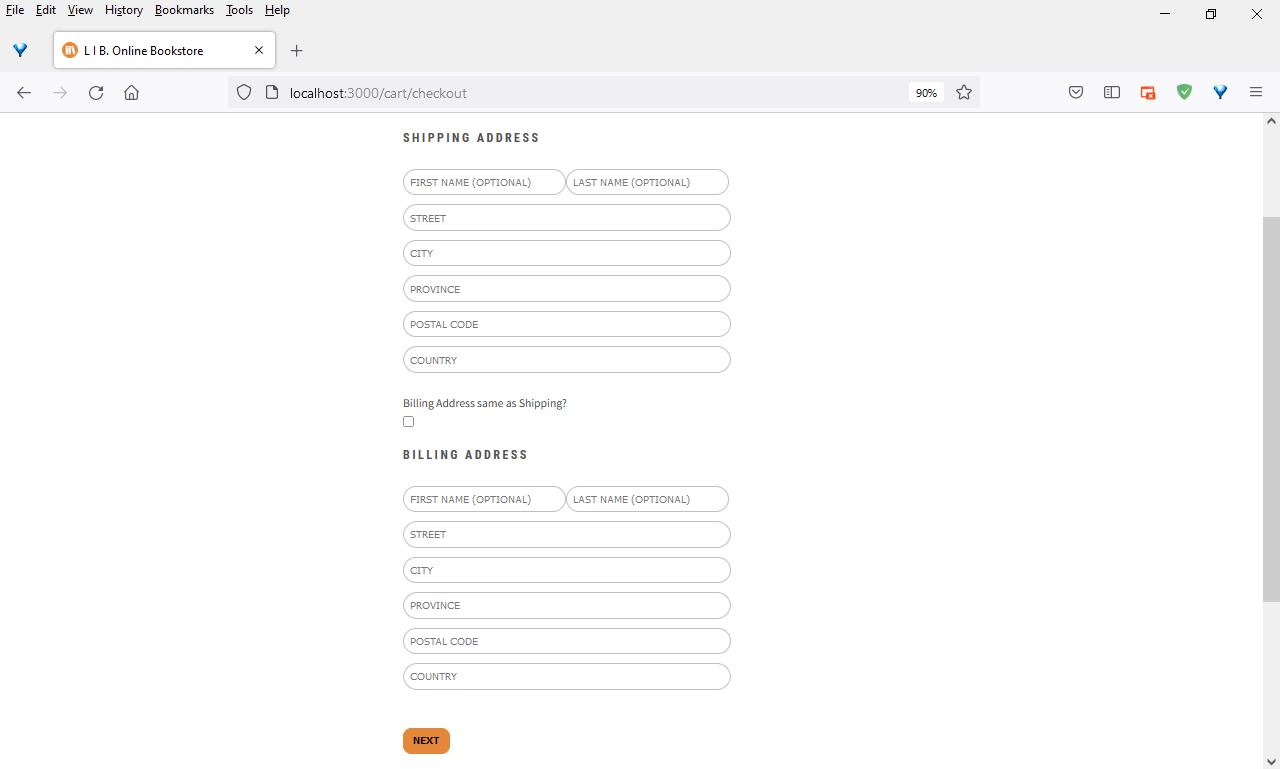 File Edit View History Bookmarks Tools Help
L I B. Online Bookstore
localhost:3000/cart/checkout 90%
SHIPPING ADDRESS
FIRST NAME (OPTIONAL) LAST NAME (OPTIONAL)
STREET
CITY
PROVINCE
POSTAL CODE
COUNTRY
Billing Address same as Shipping?
BILLING ADDRESS
FIRST NAME (OPTIONAL) LAST NAME (OPTIONAL)
STREET
CITY
PROVINCE
POSTAL CODE
COUNTRY
NEXT